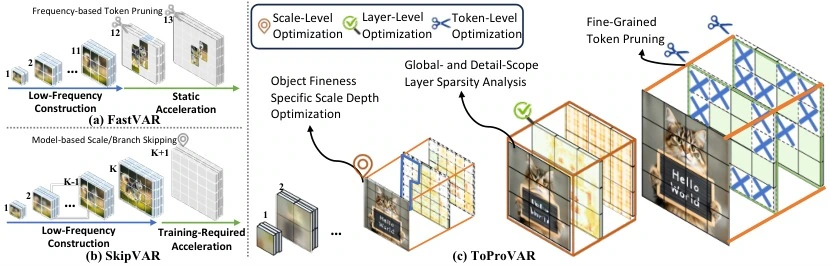 Frequency-based Token Pruning
1
2
...
11
12
13
Low-Frequency
Construction
Static
Acceleration
(a) FastVAR
Model-based Scale/Branch Skipping
1
2
...
K-1
K
K+1
Low-Frequency
Construction
Training-Required
Acceleration
(b) SkipVAR
Scale-Level
Optimization
Layer-Level
Optimization
Token-Level
Optimization
Object Fineness
Specific Scale Depth
Optimization
Global- and Detail-Scope
Layer Sparsity Analysis
Fine-Grained
Token Pruning
1
2
...
Hello
World
Hello
World
Hello
World
(c) ToProVAR